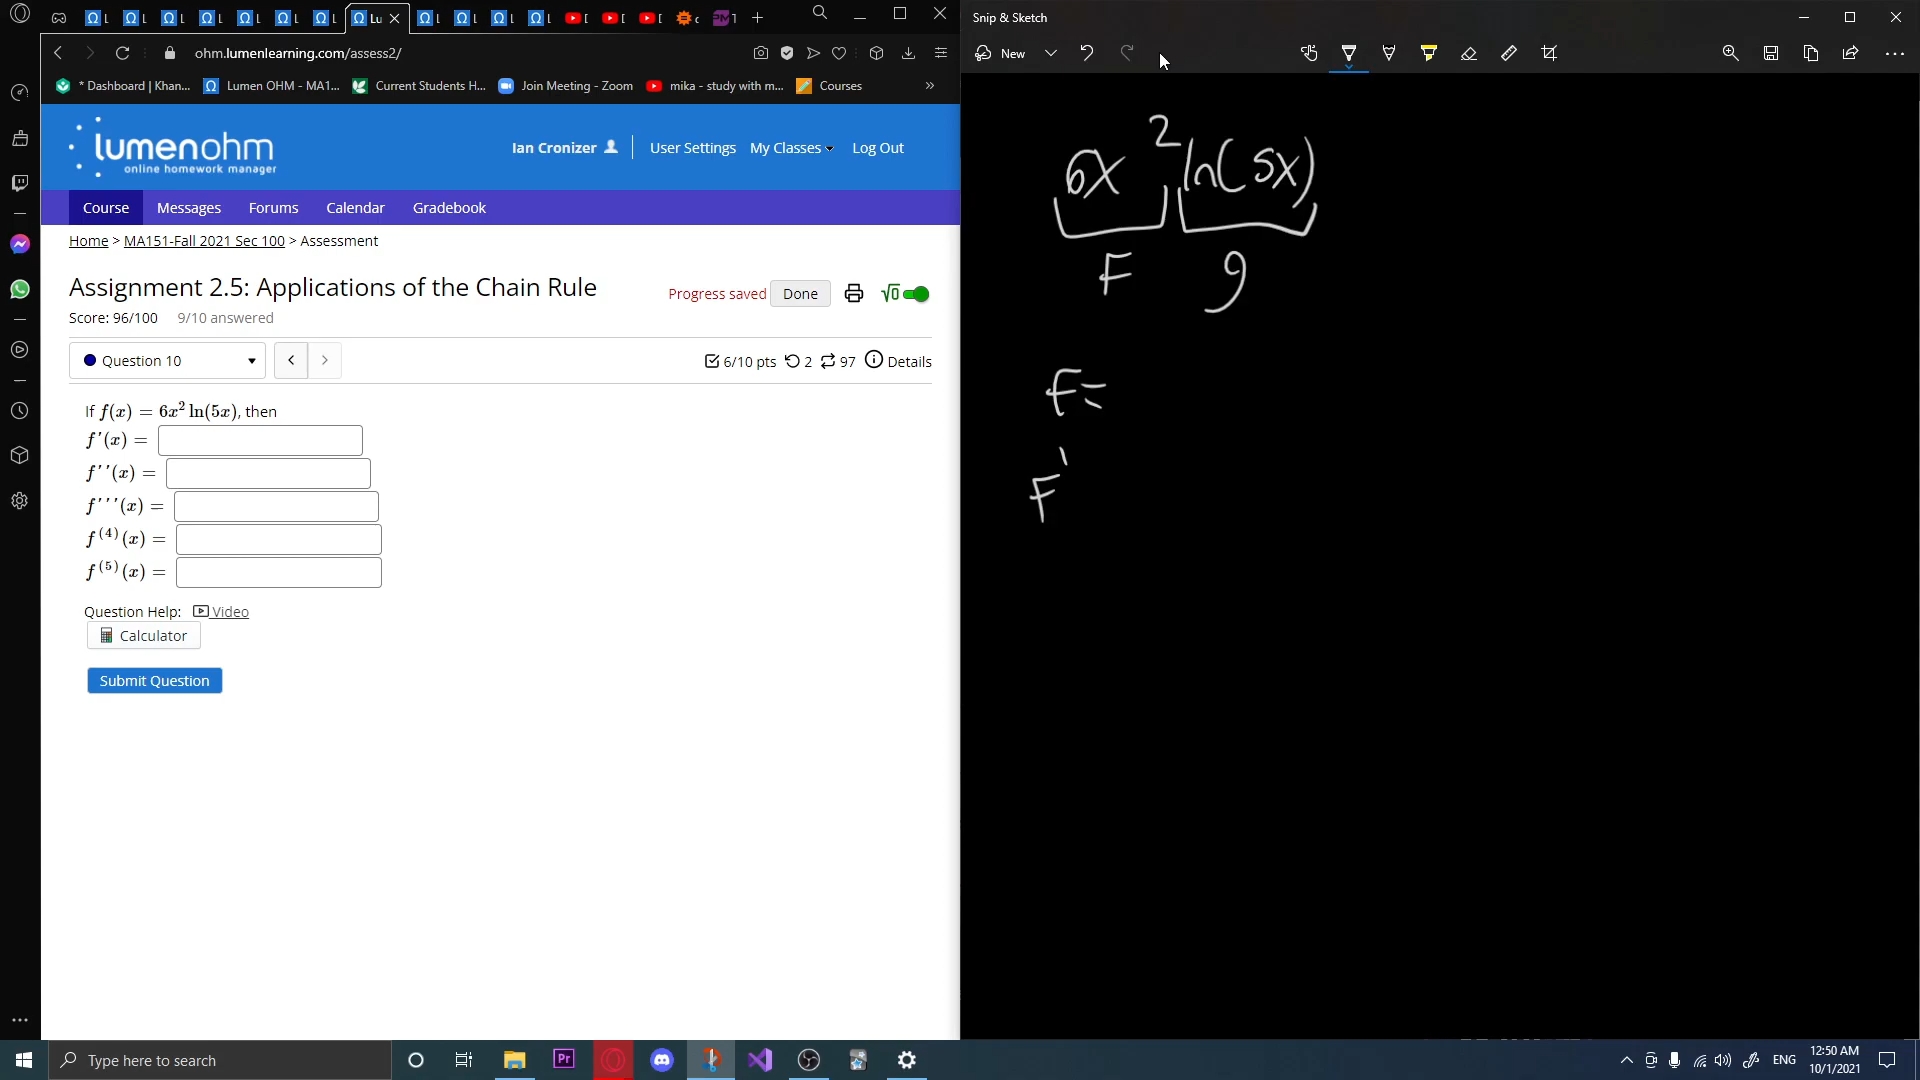 Lu
Snip & Sketch
ohm.lumenlearning.com/assess2/
New
* Dashboard | Khan...
Lumen OHM - MA1...
Current Students H...
Join Meeting - Zoom
mika - study with m...
Courses
»
lumenohm
online homework manager
Ian Cronizer
User Settings
My Classes
Log Out
Course
Messages
Forums
Calendar
Gradebook
Home > MA151-Fall 2021 Sec 100 > Assessment
Assignment 2.5: Applications of the Chain Rule
Progress saved
Done
√0
Score: 96/100
9/10 answered
Question 10
<
>
6/10 pts
2
97
Details
If f(x) = 6x² ln(5x), then
f'(x) =
f''(x) =
f'''(x) =
f⁽⁴⁾(x) =
f⁽⁵⁾(x) =
Question Help:
Video
Calculator
Submit Question
6x² ln(5x)
F
g
F=
F'
Type here to search
Pr
ENG
12:50 AM
10/1/2021